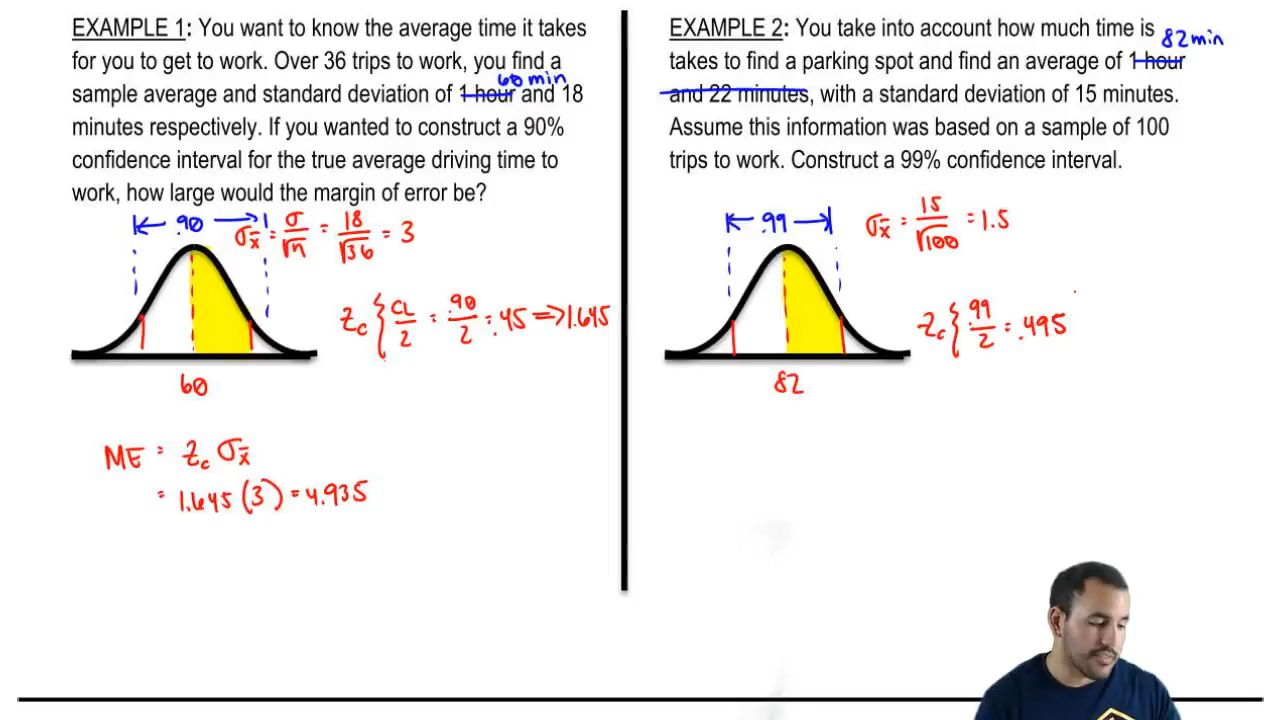 EXAMPLE 1: You want to know the average time it takes
for you to get to work. Over 36 trips to work, you find a
60 min
sample average and standard deviation of 1 hour and 18
minutes respectively. If you wanted to construct a 90%
confidence interval for the true average driving time to
work, how large would the margin of error be?
.90
σx̄ = σ/√n = 18/√36 = 3
Zc { CL/2 = .90/2 = .45 ⇒ 1.645
60
ME = Zc σx̄
= 1.645 (3) = 4.935
EXAMPLE 2: You take into account how much time is
82 min
takes to find a parking spot and find an average of 1 hour
and 22 minutes, with a standard deviation of 15 minutes.
Assume this information was based on a sample of 100
trips to work. Construct a 99% confidence interval.
.99
σx̄ = 15/√100 = 1.5
Zc { .99/2 = .495
82